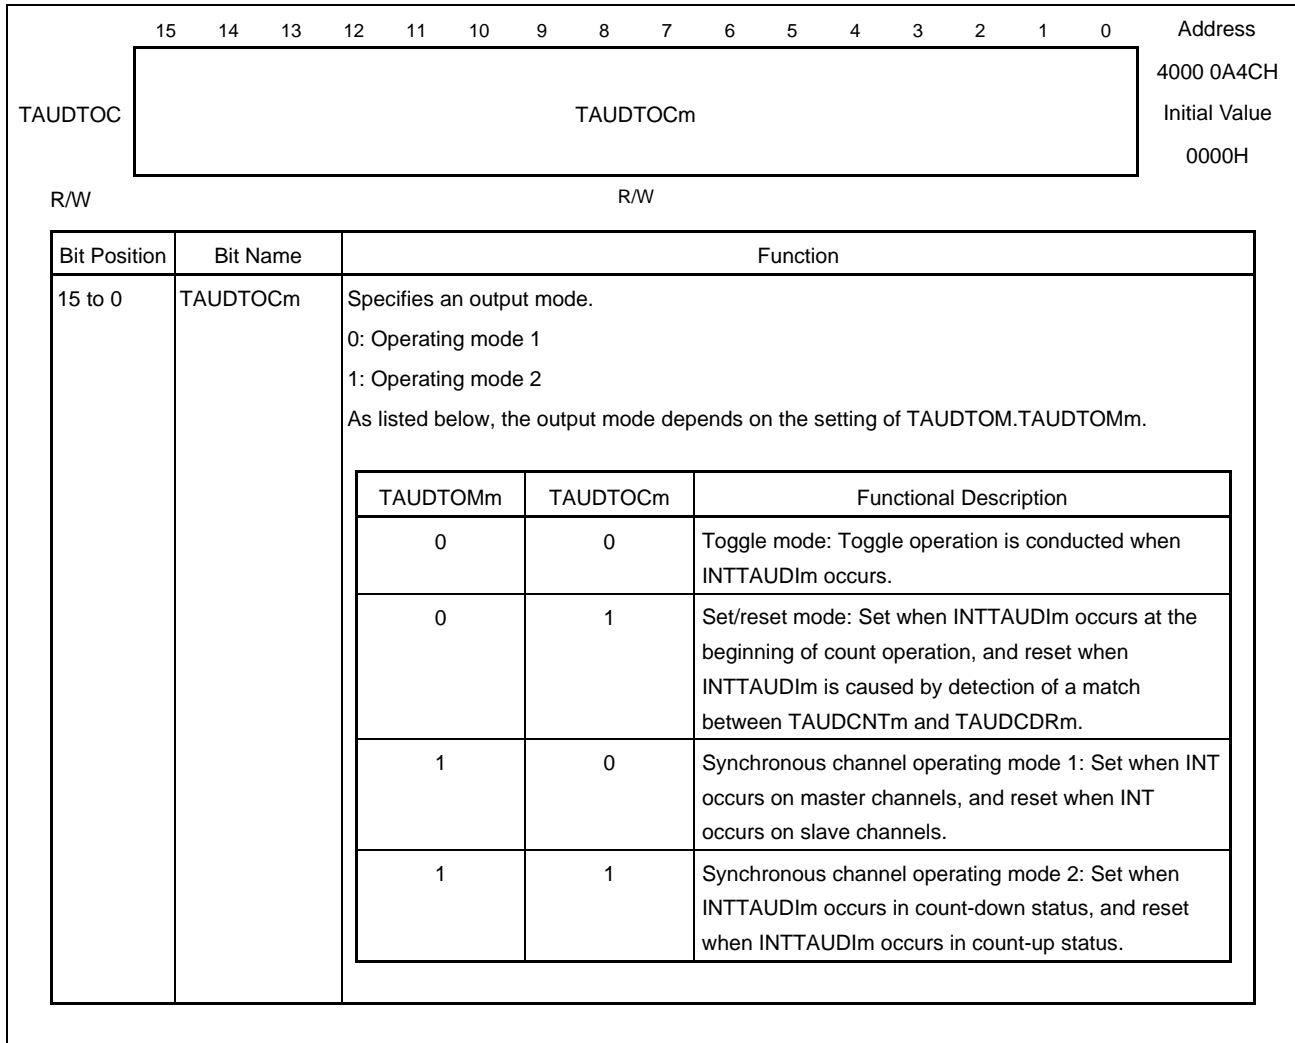 15 14 13 12 11 10 9 8 7 6 5 4 3 2 1 0 Address
4000 0A4CH
TAUDTOC TAUDTOCm Initial Value
0000H
R/W R/W
Bit Position Bit Name Function
15 to 0 TAUDTOCm Specifies an output mode.
0: Operating mode 1
1: Operating mode 2
As listed below, the output mode depends on the setting of TAUDTOM.TAUDTOMm.
TAUDTOMm TAUDTOCm Functional Description
0 0 Toggle mode: Toggle operation is conducted when
INTTAUDIm occurs.
0 1 Set/reset mode: Set when INTTAUDIm occurs at the
beginning of count operation, and reset when
INTTAUDIm is caused by detection of a match
between TAUDCNTm and TAUDCDRm.
1 0 Synchronous channel operating mode 1: Set when INT
occurs on master channels, and reset when INT
occurs on slave channels.
1 1 Synchronous channel operating mode 2: Set when
INTTAUDIm occurs in count-down status, and reset
when INTTAUDIm occurs in count-up status.